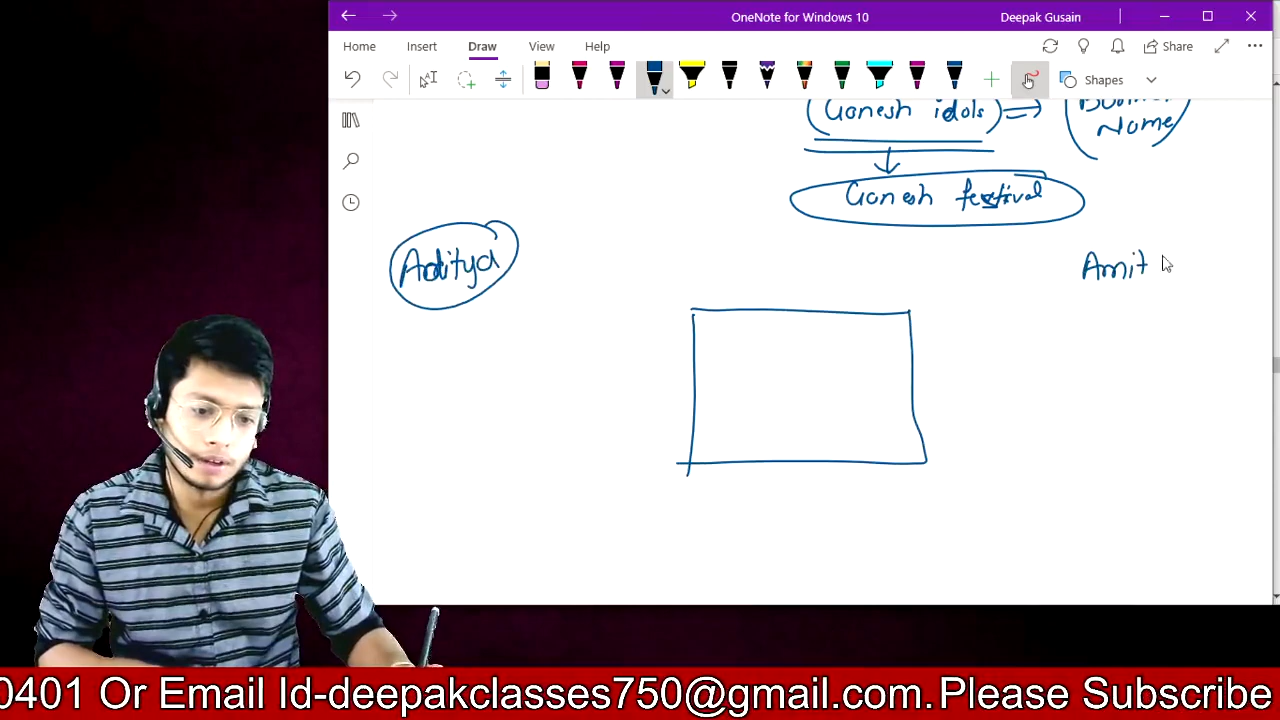 OneNote for Windows 10
Deepak Gusain
Home Insert Draw View Help
Share
Shapes
Ganesh idols
Name
Ganesh festival
Aditya
Amit
0401 Or Email Id-deepakclasses750@gmail.com. Please Subscribe